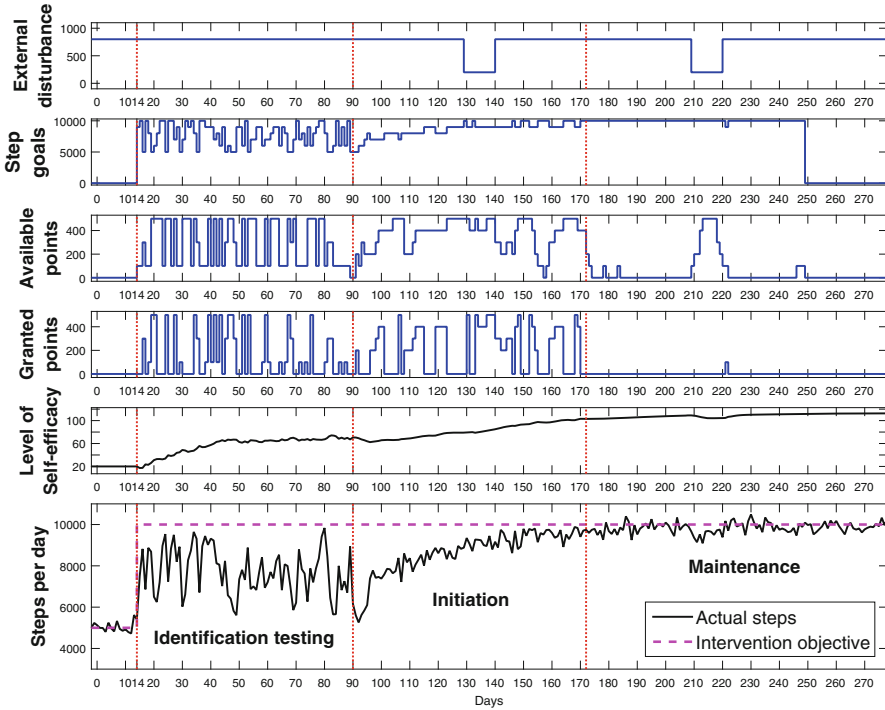 External
disturbance
1000
500
0
0 10 14 20 30 40 50 60 70 80 90 100 110 120 130 140 150 160 170 180 190 200 210 220 230 240 250 260 270
Step
goals
10000
5000
0
0 10 14 20 30 40 50 60 70 80 90 100 110 120 130 140 150 160 170 180 190 200 210 220 230 240 250 260 270
Available
points
400
200
0
0 10 14 20 30 40 50 60 70 80 90 100 110 120 130 140 150 160 170 180 190 200 210 220 230 240 250 260 270
Granted
points
400
200
0
0 10 14 20 30 40 50 60 70 80 90 100 110 120 130 140 150 160 170 180 190 200 210 220 230 240 250 260 270
Level of
Self-efficacy
100
60
20
0 10 14 20 30 40 50 60 70 80 90 100 110 120 130 140 150 160 170 180 190 200 210 220 230 240 250 260 270
Steps per day
10000
8000
6000
4000
Identification testing
Initiation
Maintenance
Actual steps
Intervention objective
0 10 14 20 30 40 50 60 70 80 90 100 110 120 130 140 150 160 170 180 190 200 210 220 230 240 250 260 270
Days